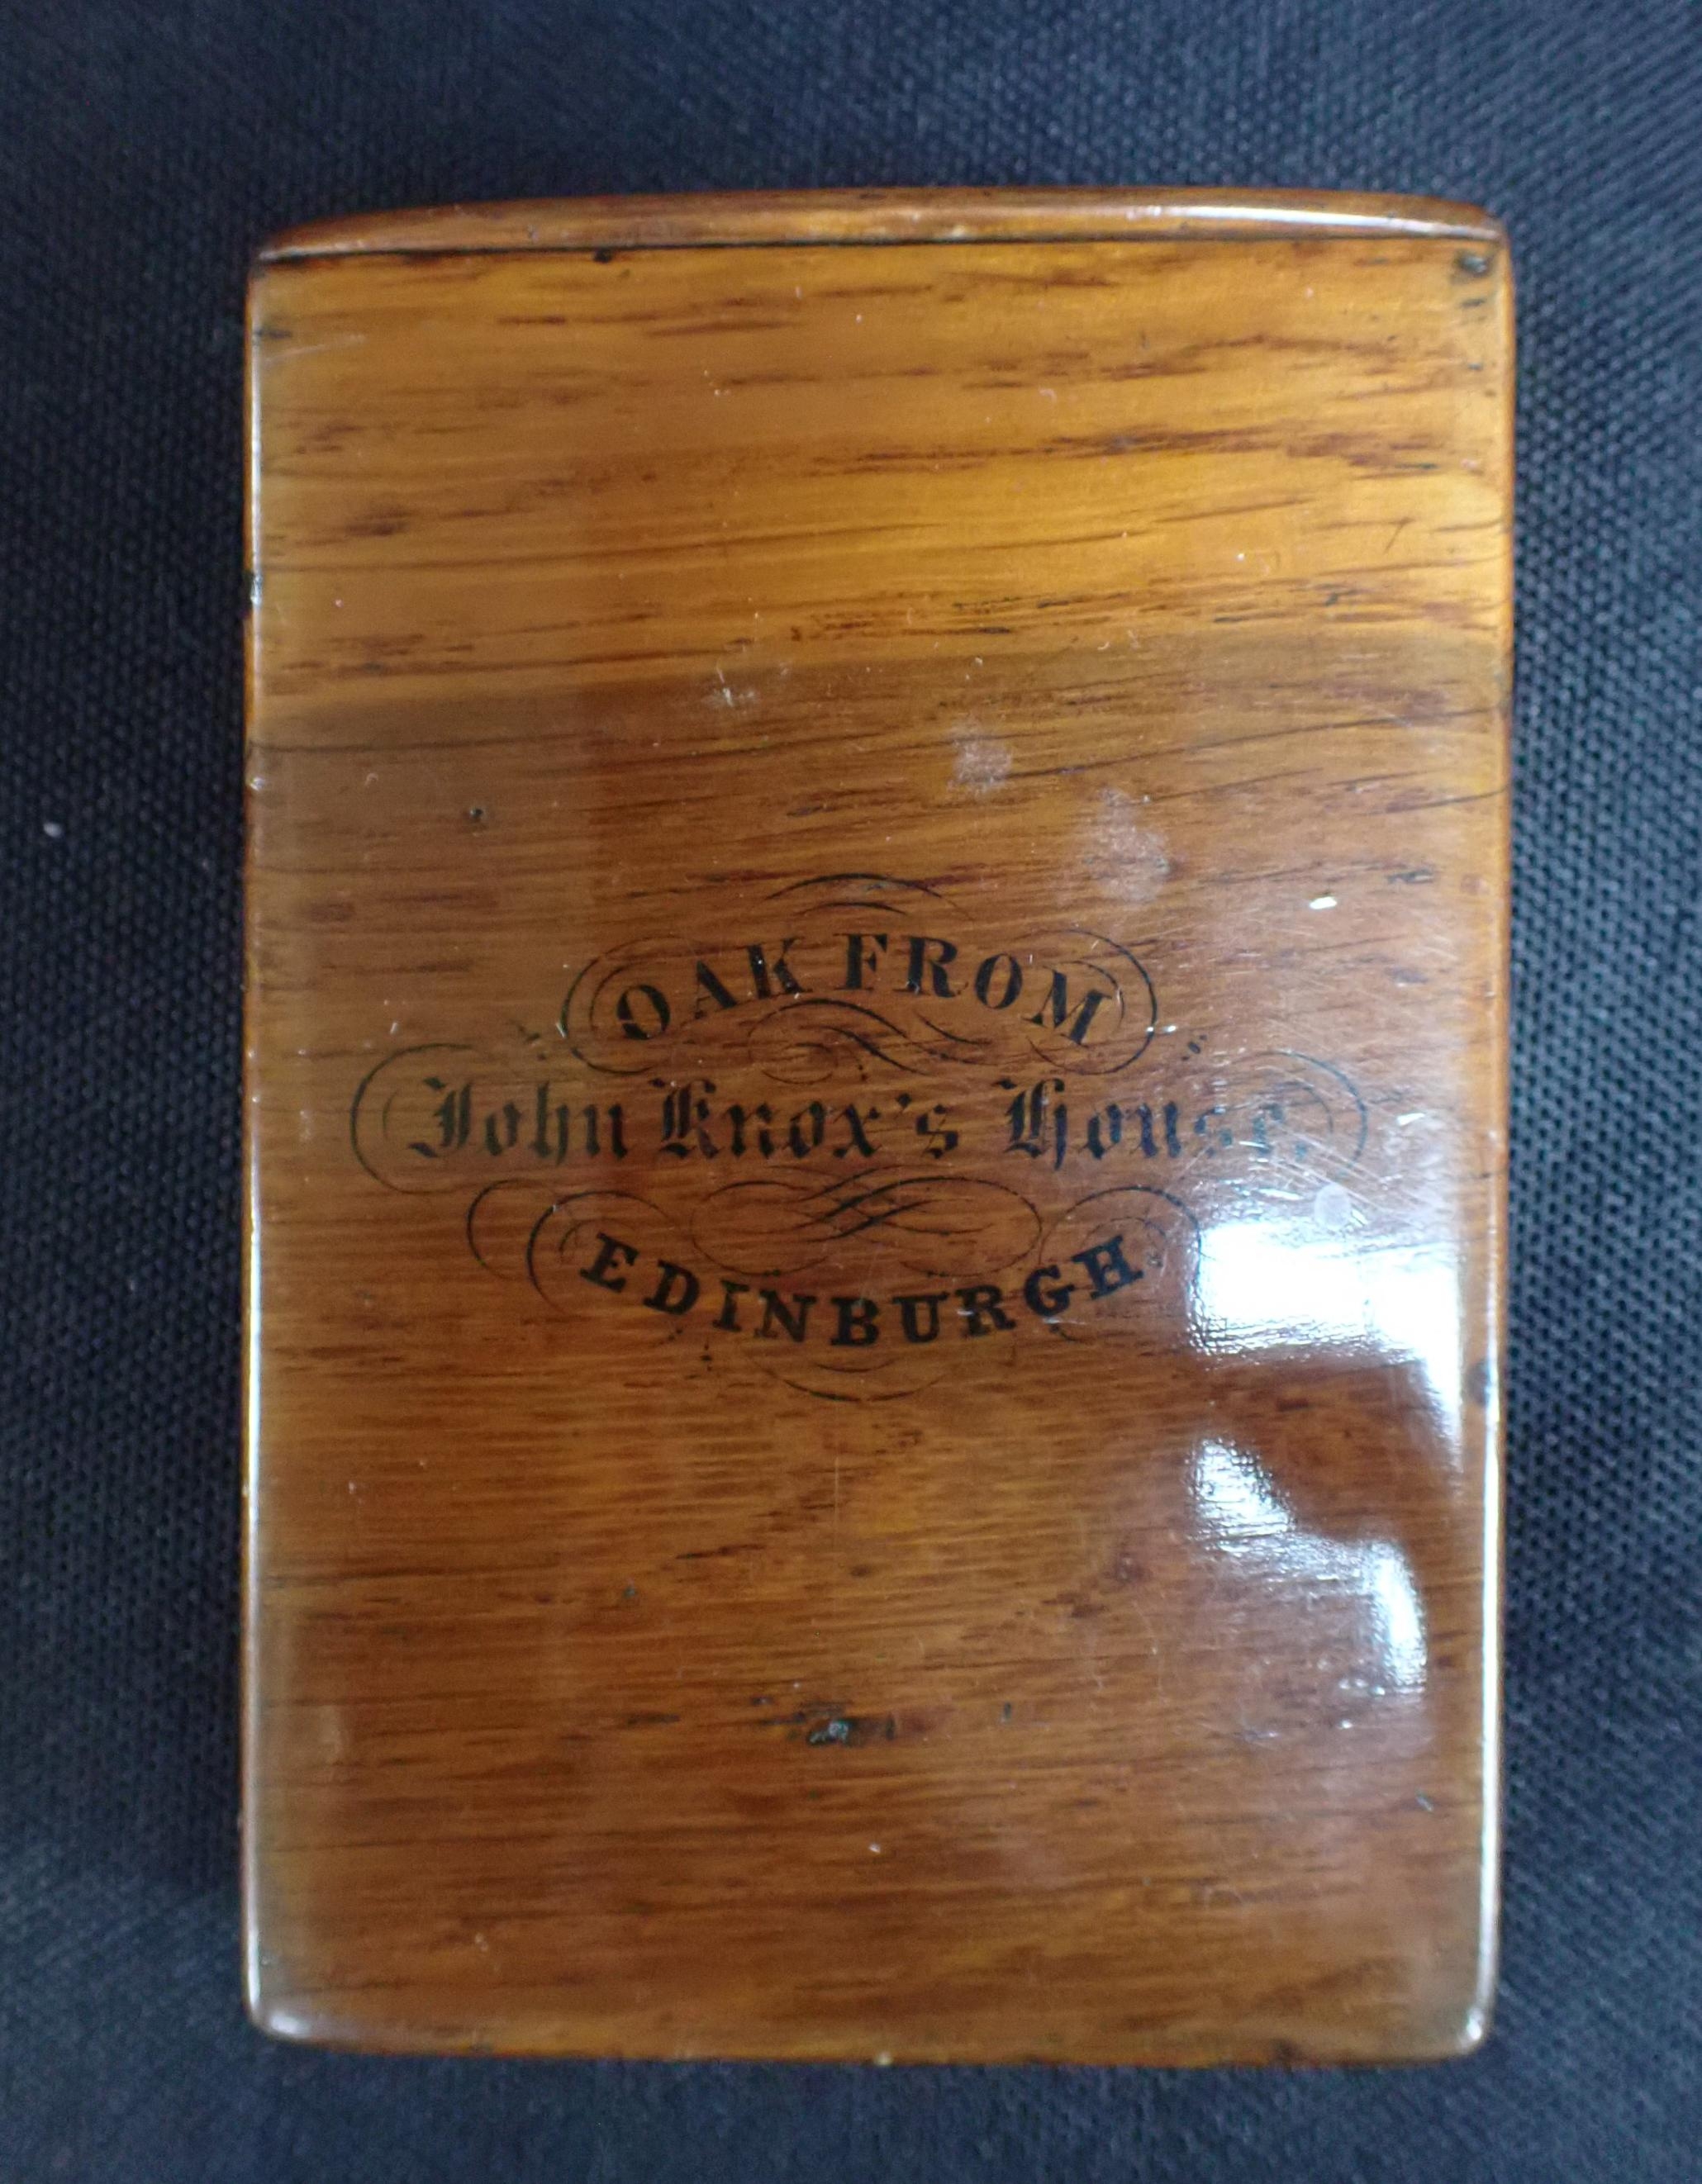 OAK FROM
John Knox's House,
EDINBURGH